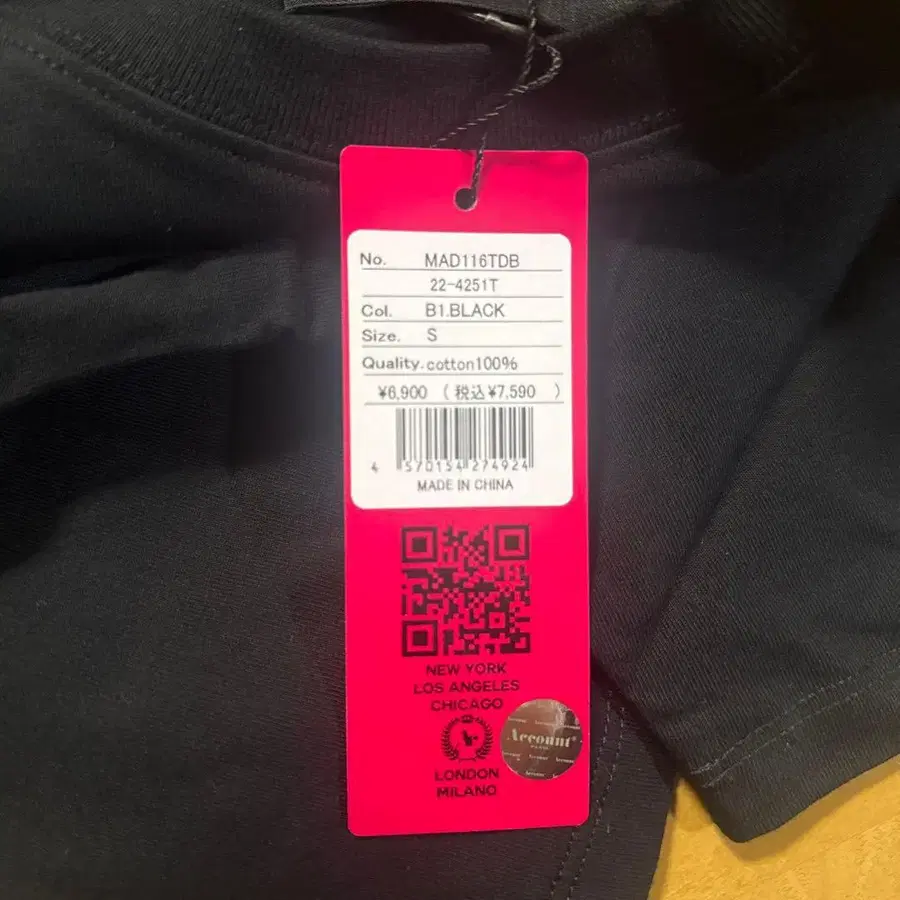 No. MAD116TDB
22-4251T
Col. B1.BLACK
Size. S
Quality. cotton100%
¥6,900 ( 税込 ¥7,590 )
4 570154 274924
MADE IN CHINA
NEW YORK
LOS ANGELES
CHICAGO
LONDON
MILANO
Account®